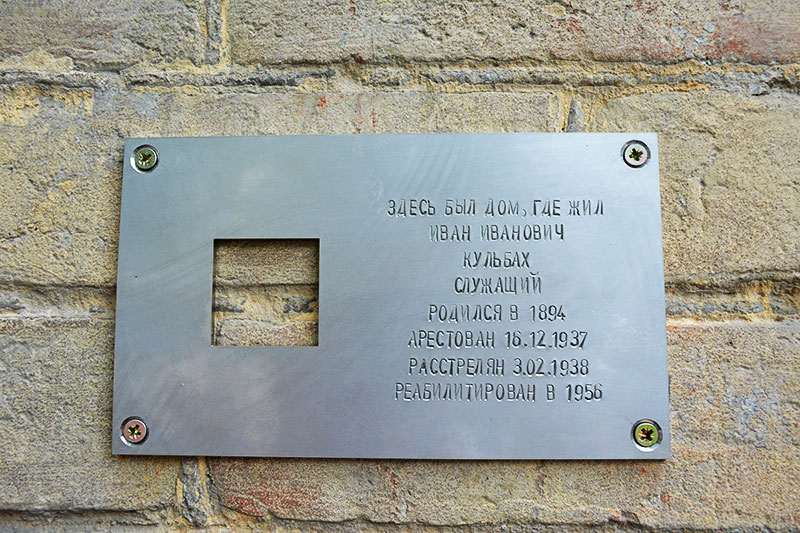 ЗДЕСЬ БЫЛ ДОМ, ГДЕ ЖИЛ
ИВАН ИВАНОВИЧ
КУЛЬБАХ
СЛУЖАЩИЙ
РОДИЛСЯ В 1894
АРЕСТОВАН 16.12.1937
РАССТРЕЛЯН 3.02.1938
РЕАБИЛИТИРОВАН В 1956